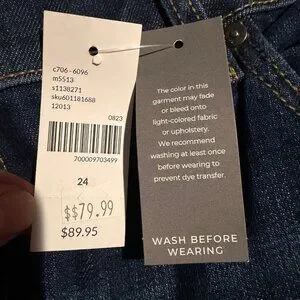 c706-6096
m5513
s1138271
sku601181688
12013
0823
700009703499
24
$$79.99
$89.95
The color in this
garment may fade
or bleed onto
light-colored fabric
or upholstery.
We recommend
washing at least once
before wearing to
prevent dye transfer.
WASH BEFORE
WEARING